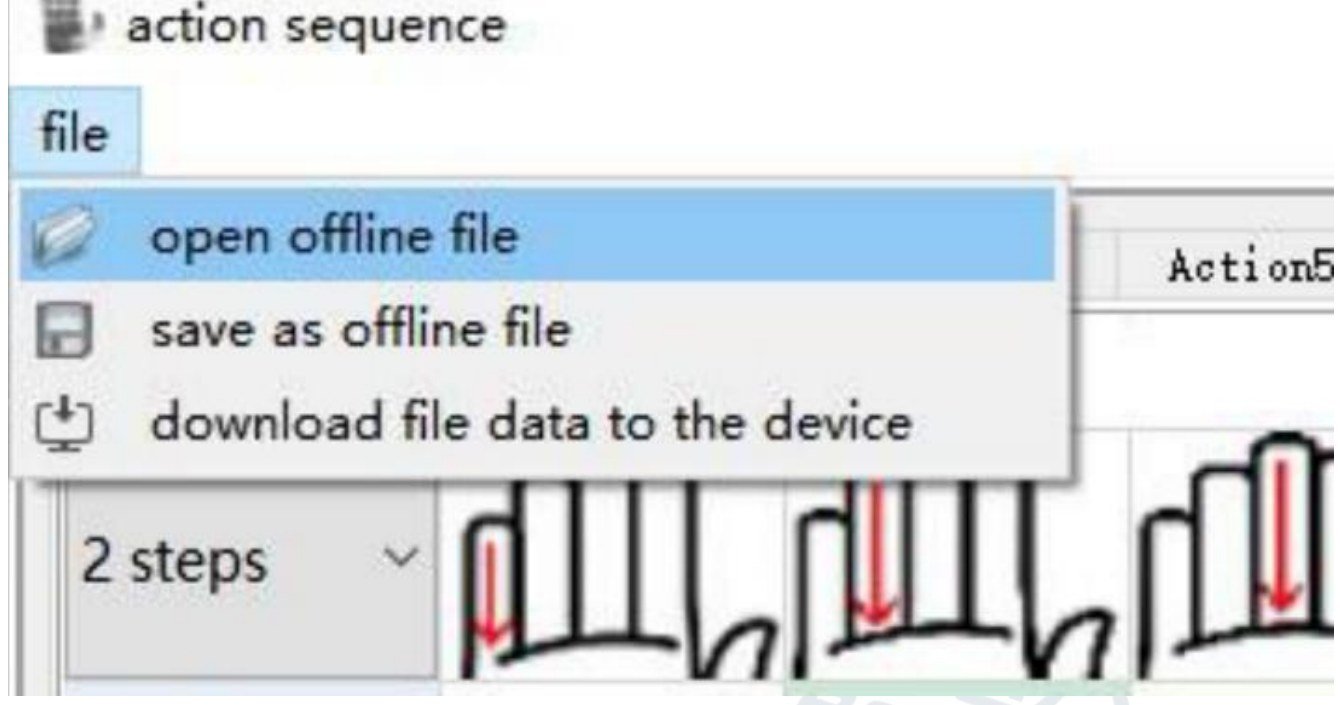 action sequence
file
open offline file
Action5
save as offline file
download file data to the device
2 steps